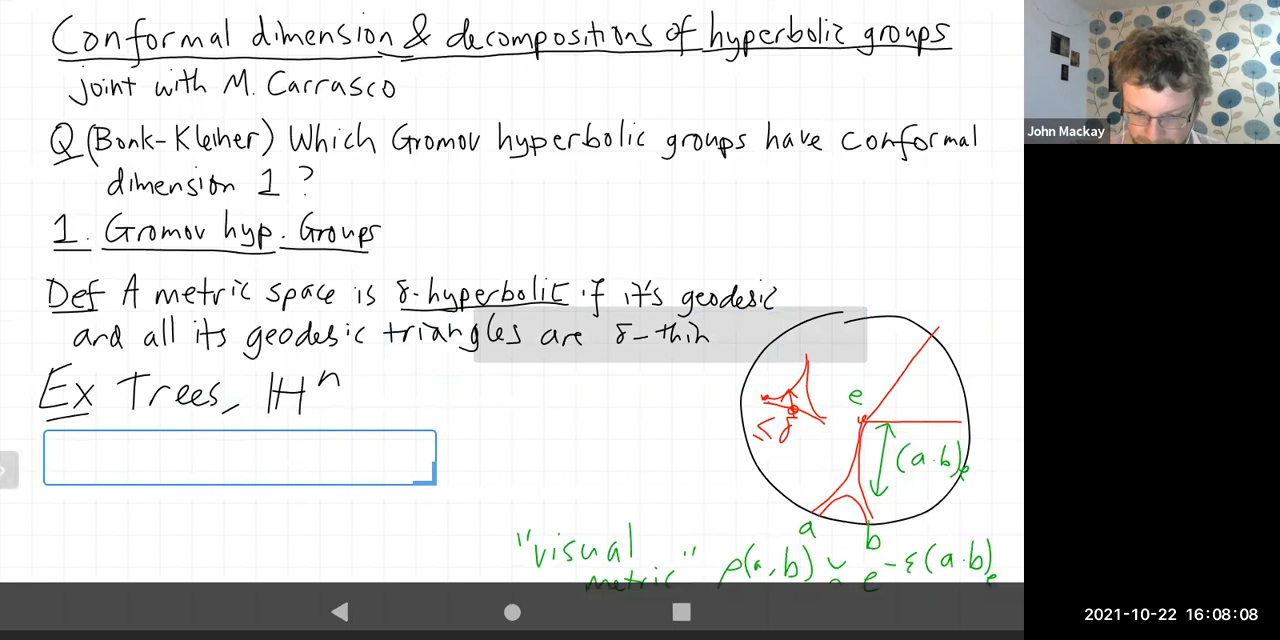 Conformal dimension & decompositions of hyperbolic groups
joint with M. Carrasco
Q (Bonk-Kleiner) Which Gromov hyperbolic groups have conformal
dimension 1 ?
1. Gromov hyp. Groups
Def A metric space is δ-hyperbolic if it's geodesic
and all its geodesic triangles are δ-thin
Ex Trees, ℍⁿ
≤ δ
e
(a·b)ₑ
a
b
"visual
metric" ρ(a,b) ≍ e^-ε(a·b)ₑ
John Mackay
2021-10-22 16:08:08